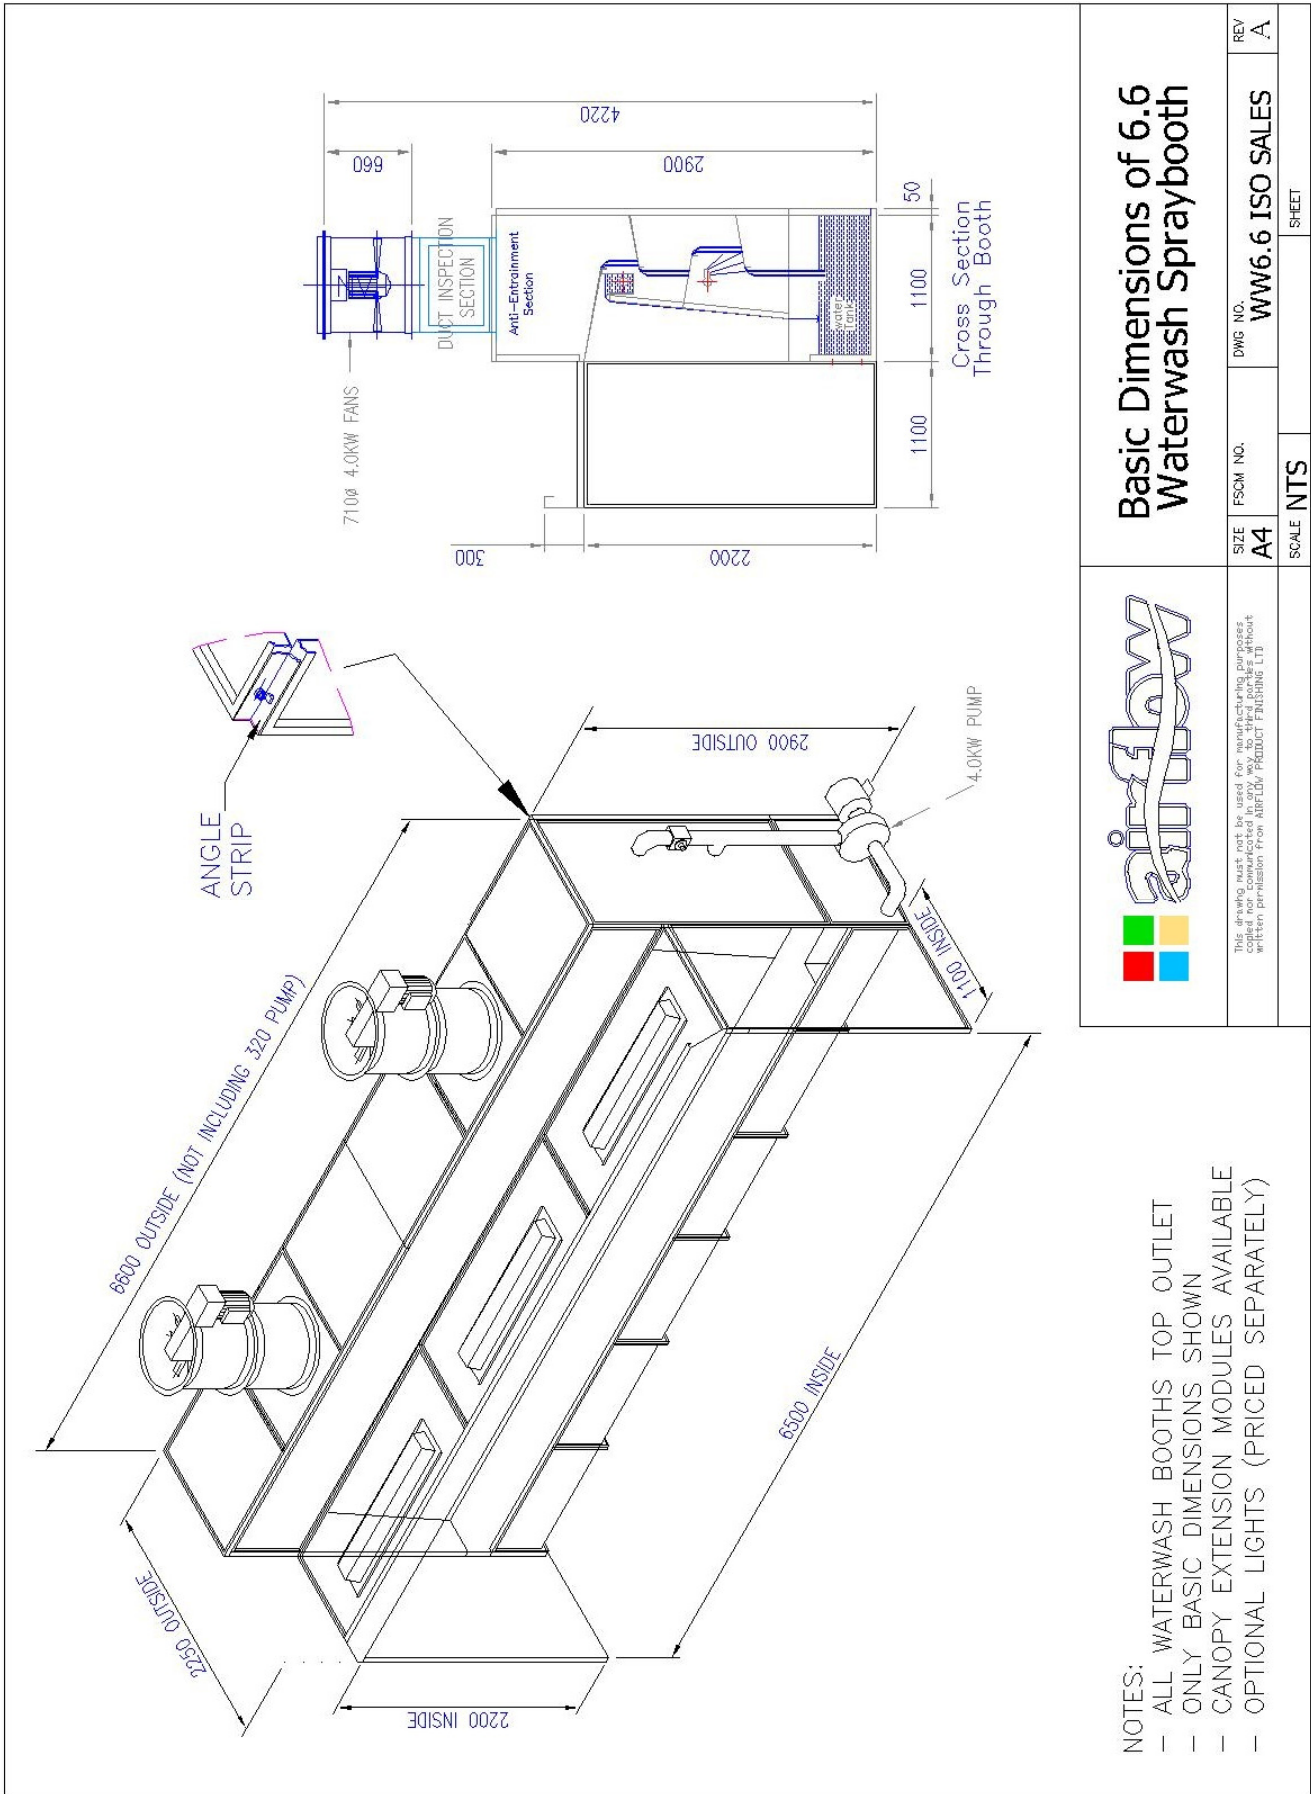 ANGLE
STRIP
6600 OUTSIDE (NOT INCLUDING 320 PUMP)
2250 OUTSIDE
2200 INSIDE
6500 INSIDE
1100 INSIDE
2900 OUTSIDE
4.0KW PUMP
710ø 4.0KW FANS
660
4220
2900
300
2200
DUCT INSPECTION
SECTION
Anti-Entrainment
Section
water
Tank
1100
1100
50
Cross Section
Through Booth
NOTES:
- ALL WATERWASH BOOTHS TOP OUTLET
- ONLY BASIC DIMENSIONS SHOWN
- CANOPY EXTENSION MODULES AVAILABLE
- OPTIONAL LIGHTS (PRICED SEPARATELY)
airflow
This drawing must not be used for manufacturing purposes
copied nor communicated in any way to third parties without
written permission from AIRFLOW PRODUCT FINISHING LTD
Basic Dimensions of 6.6
Waterwash Spraybooth
SIZE
A4
FSCM NO.
DWG NO.
WW6.6 ISO SALES
REV
A
SCALE NTS
SHEET